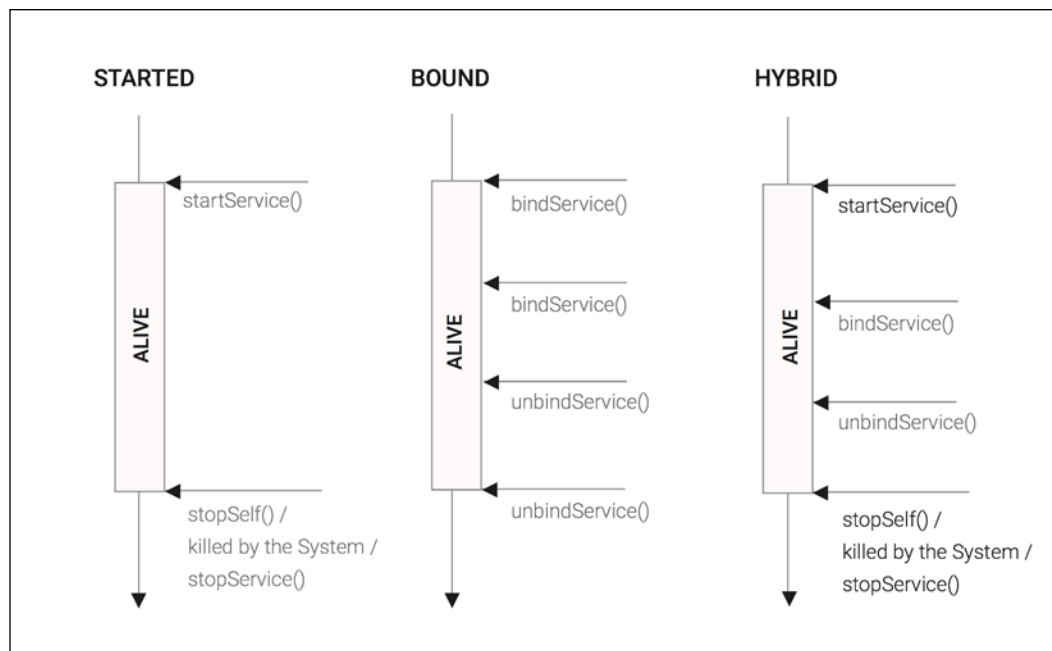 STARTED
startService()
ALIVE
stopSelf() /
killed by the System /
stopService()
BOUND
bindService()
bindService()
ALIVE
unbindService()
unbindService()
HYBRID
startService()
bindService()
ALIVE
unbindService()
stopSelf() /
killed by the System /
stopService()